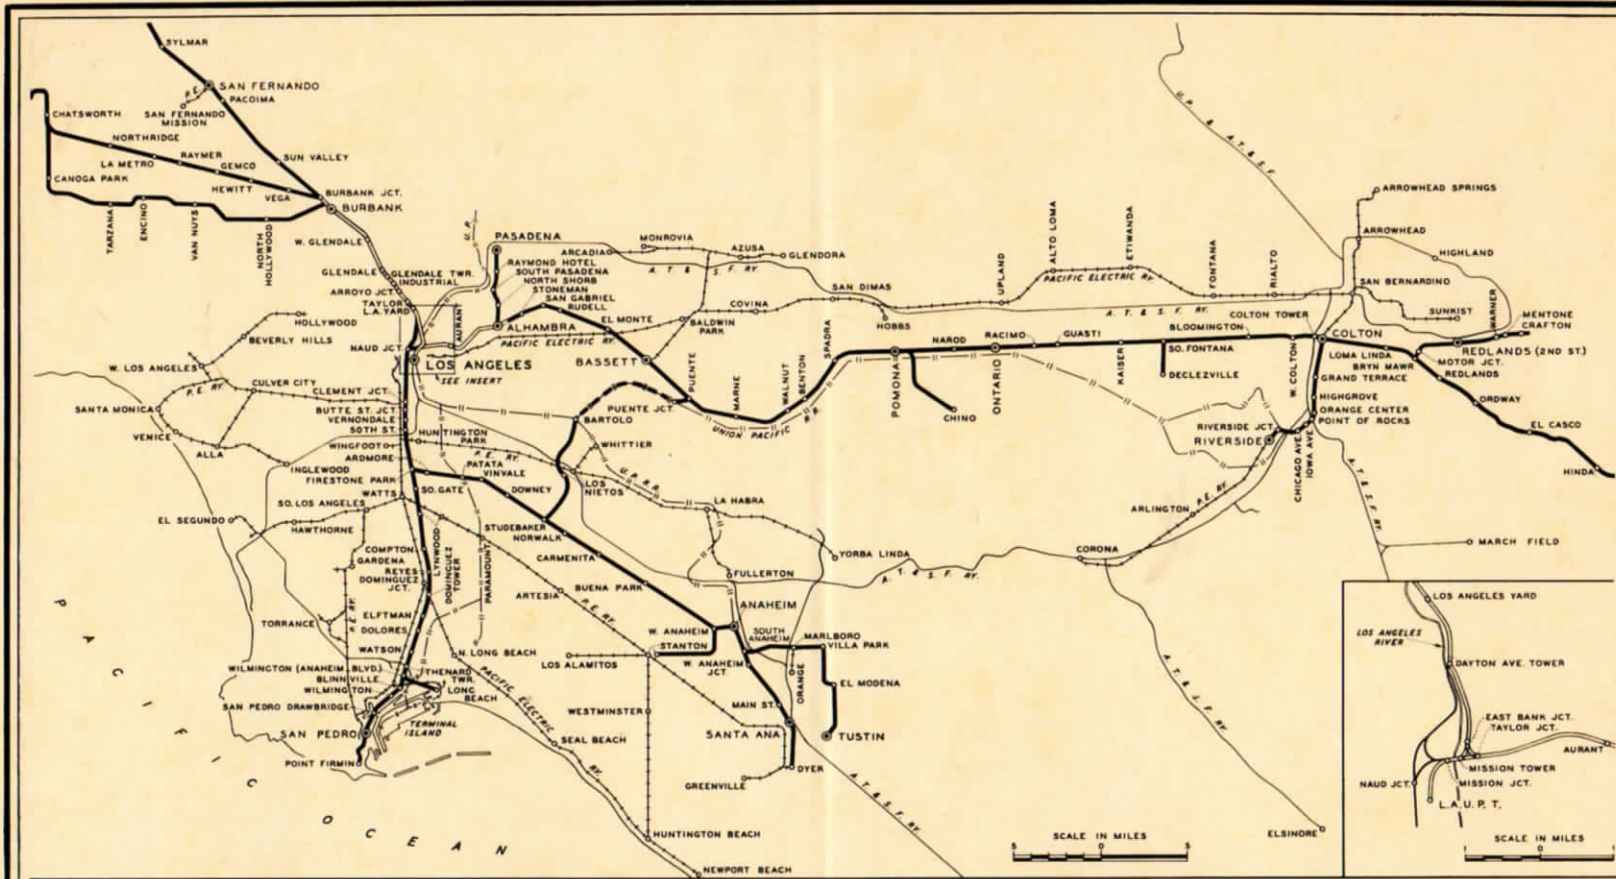 SYLMAR
SAN FERNANDO
P.E.
PACOIMA
SAN FERNANDO
MISSION
CHATSWORTH
NORTHRIDGE
LA METRO
RAYMER
GEMCO
HEWITT
VEGA
SUN VALLEY
CANOGA PARK
BURBANK JCT.
BURBANK
TARZANA
ENCINO
VAN NUYS
NORTH
HOLLYWOOD
W. GLENDALE
GLENDALE
GLENDALE TWR.
INDUSTRIAL
ARROYO JCT.
TAYLOR
L.A. YARD
U.P.
PASADENA
RAYMOND HOTEL
SOUTH PASADENA
NORTH SHORB
STONEMAN
SAN GABRIEL
RUDELL
AURANT
ALHAMBRA
EL MONTE
PACIFIC ELECTRIC RY.
ARCADIA
MONROVIA
AZUSA
GLENDORA
A. T. & S. F. RY.
COVINA
BALDWIN
PARK
SAN DIMAS
HOBBS
UPLAND
ALTO LOMA
ETIWANDA
PACIFIC ELECTRIC RY.
FONTANA
RIALTO
A. T. & S. F. RY.
U. P. & A. T. & S. F.
ARROWHEAD SPRINGS
ARROWHEAD
HIGHLAND
SAN BERNARDINO
SUNKIST
WARNER
MENTONE
CRAFTON
COLTON TOWER
COLTON
REDLANDS (2ND ST.)
LOMA LINDA
BRYN MAWR
MOTOR JCT.
REDLANDS
ORDWAY
EL CASCO
HINDA
GRAND TERRACE
HIGHGROVE
ORANGE CENTER
POINT OF ROCKS
W. COLTON
BLOOMINGTON
SO. FONTANA
DECLEZVILLE
KAISER
GUASTI
RACIMO
ONTARIO
NAROD
POMONA
CHINO
SPADRA
BENTON
WALNUT
MARNE
PUENTE
BASSETT
PUENTE JCT.
UNION PACIFIC R.R.
BARTOLO
WHITTIER
U. P. R. R.
HOLLYWOOD
BEVERLY HILLS
NAUD JCT.
LOS ANGELES
SEE INSERT
W. LOS ANGELES
P.E. RY.
CULVER CITY
CLEMENT JCT.
SANTA MONICA
VENICE
ALLA
BUTTE ST. JCT.
VERNONDALE
50TH ST.
WINGFOOT
HUNTINGTON
PARK
P.E. RY.
ARDMORE
INGLEWOOD
FIRESTONE PARK
PATATA
VINVALE
DOWNEY
LOS
NIETOS
LA HABRA
YORBA LINDA
WATTS
SO. GATE
SO. LOS ANGELES
EL SEGUNDO
HAWTHORNE
STUDEBAKER
NORWALK
CARMENITA
BUENA PARK
FULLERTON
ARTESIA
P.E. RY.
COMPTON
GARDENA
REYES
DOMINGUEZ
JCT.
LYNWOOD
DOMINGUEZ
TOWER
PARAMOUNT
P.E. RY.
TORRANCE
ELFTMAN
DOLORES
WATSON
N. LONG BEACH
WILMINGTON (ANAHEIM BLVD.)
BLINNVILLE
WILMINGTON
THENARD
TWR.
LONG
BEACH
SAN PEDRO DRAWBRIDGE
TERMINAL
ISLAND
SAN PEDRO
POINT FIRMIN
PACIFIC ELECTRIC RY.
SEAL BEACH
ANAHEIM
W. ANAHEIM
STANTON
LOS ALAMITOS
SOUTH
ANAHEIM
MARLBORO
VILLA PARK
W. ANAHEIM
JCT.
ORANGE
EL MODENA
MAIN ST.
WESTMINSTER
SANTA ANA
TUSTIN
DYER
GREENVILLE
HUNTINGTON BEACH
NEWPORT BEACH
A. T. & S. F. RY.
A. T. & S. F. RY.
RIVERSIDE JCT.
RIVERSIDE
CHICAGO AVE.
IOWA AVE.
ARLINGTON
P.E. RY.
CORONA
A. T. & S. F. RY.
MARCH FIELD
A. T. & S. F. RY.
ELSINORE
PACIFIC
OCEAN
SCALE IN MILES
5 0 5
LOS ANGELES YARD
LOS ANGELES
RIVER
DAYTON AVE. TOWER
EAST BANK JCT.
TAYLOR JCT.
AURANT
MISSION TOWER
MISSION JCT.
NAUD JCT.
L.A.U.P.T.
SCALE IN MILES
0